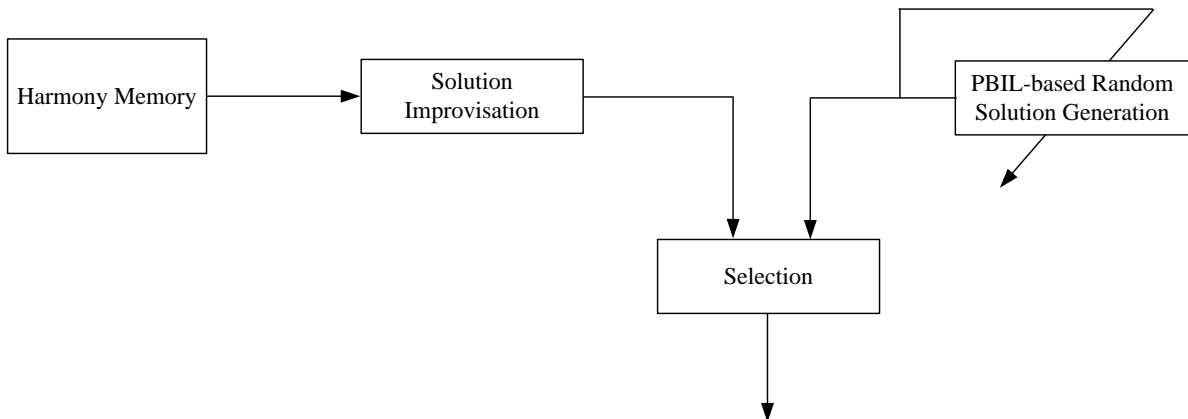 Harmony Memory
Solution
Improvisation
PBIL-based Random
Solution Generation
Selection